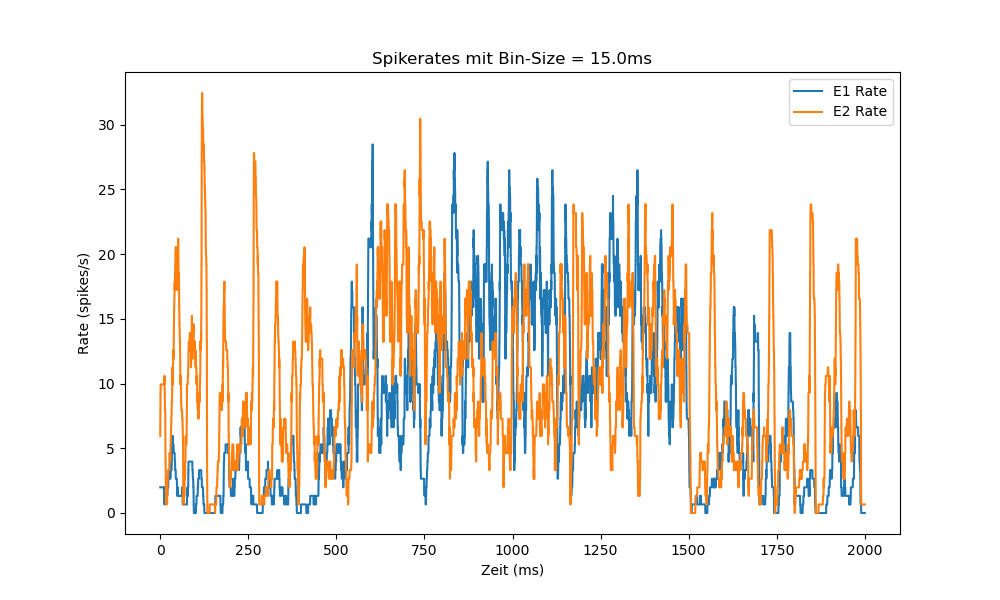 Spikerates mit Bin-Size = 15.0ms
E1 Rate
E2 Rate
Rate (spikes/s)
30
25
20
15
10
5
0
0 250 500 750 1000 1250 1500 1750 2000
Zeit (ms)